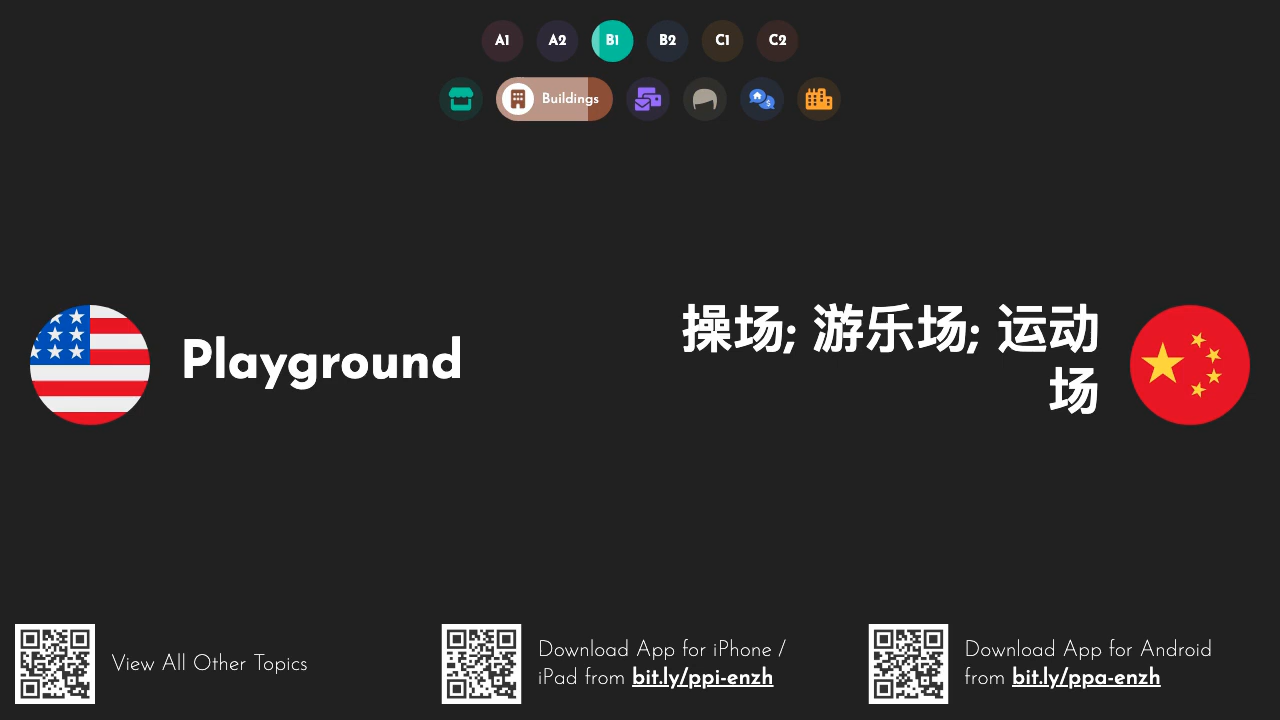 A1 A2 B1 B2 C1 C2
Buildings
Playground
操场; 游乐场; 运动
场
View All Other Topics
Download App for iPhone /
iPad from bit.ly/ppi-enzh
Download App for Android
from bit.ly/ppa-enzh